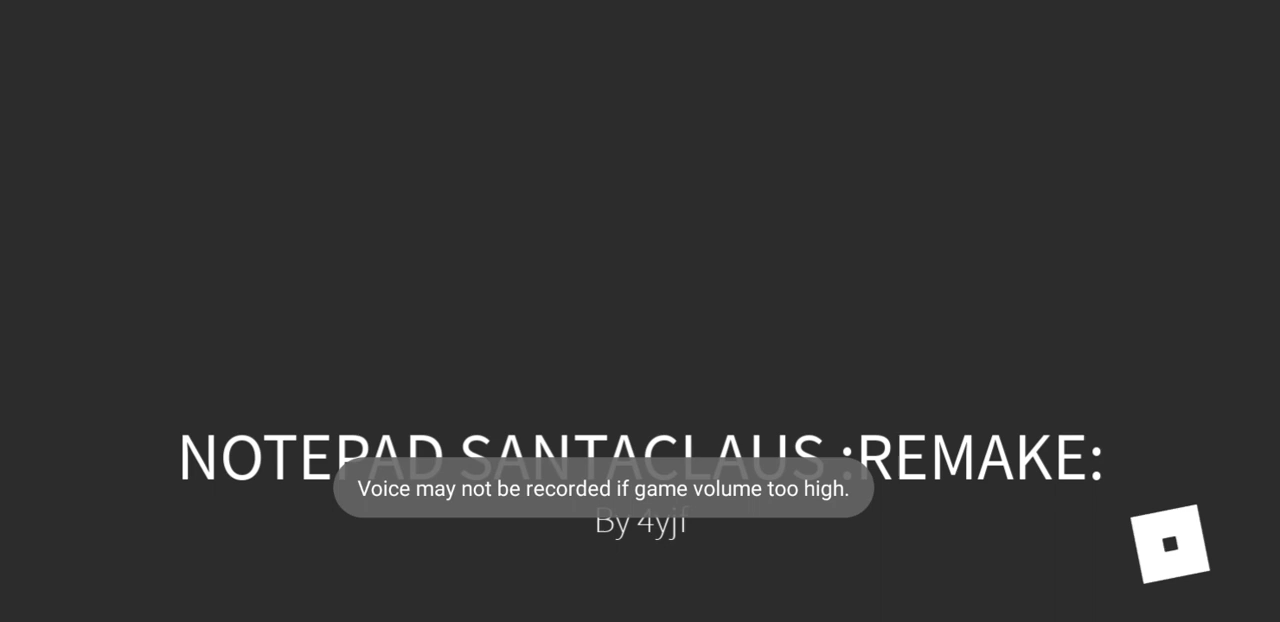 NOTEPAD SANTACLAUS :REMAKE:
Voice may not be recorded if game volume too high.
By 4yjf